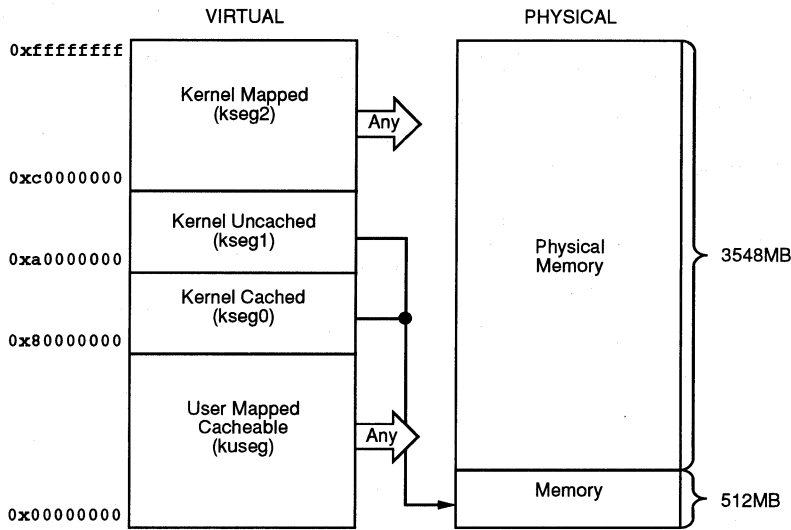 VIRTUAL
PHYSICAL
0xffffffff
Kernel Mapped
(kseg2)
Any
0xc0000000
Kernel Uncached
(kseg1)
0xa0000000
Kernel Cached
(kseg0)
0x80000000
User Mapped
Cacheable
(kuseg)
Any
0x00000000
Physical
Memory
3548MB
Memory
512MB